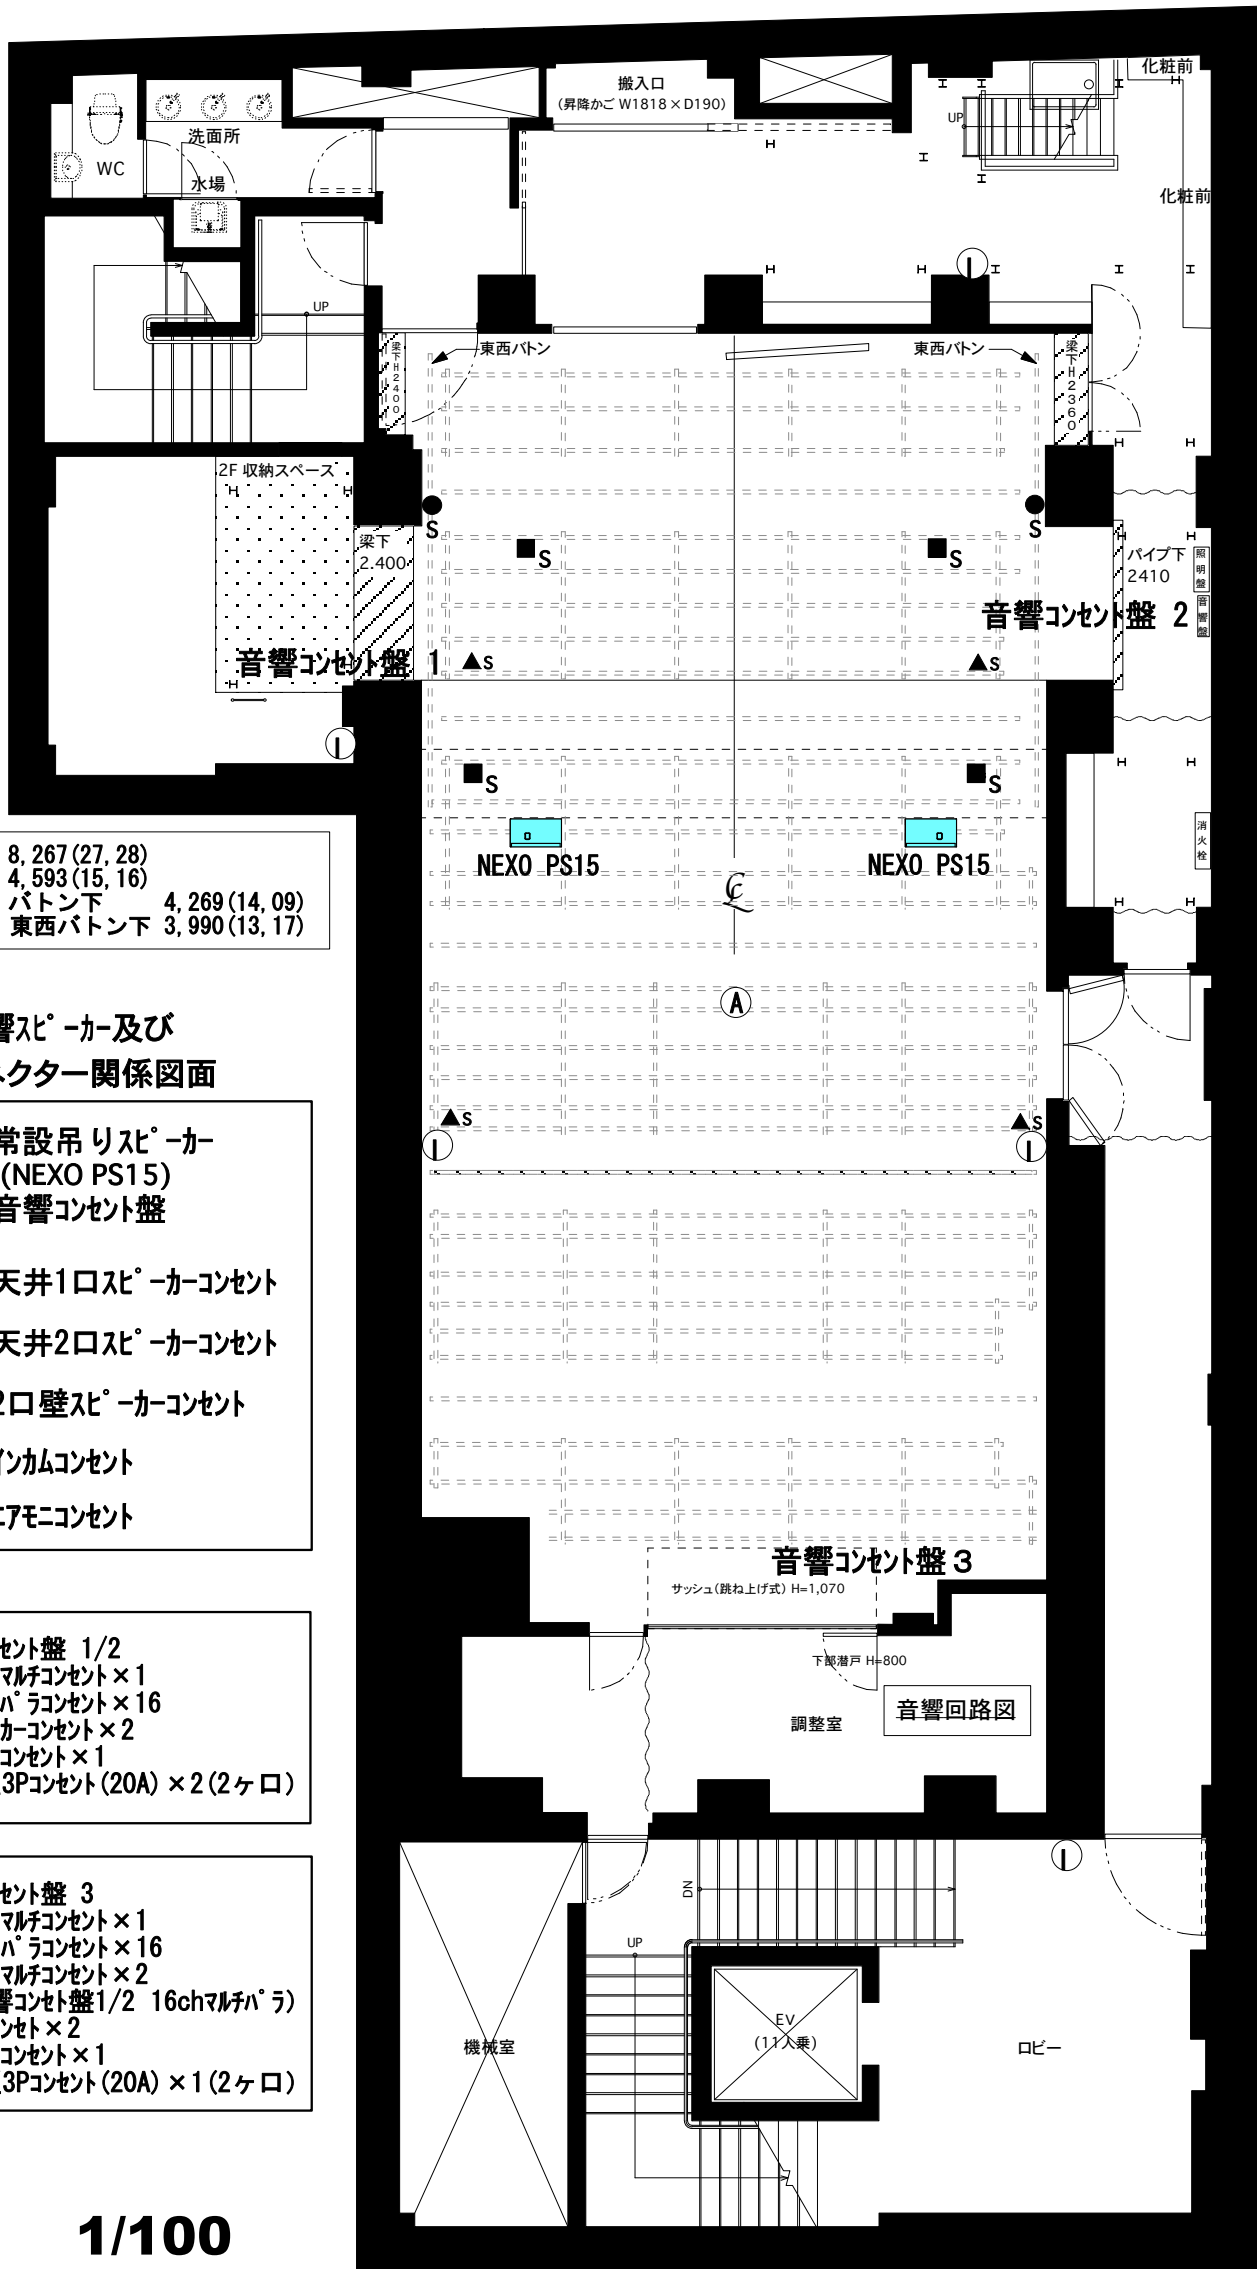 化粧前
搬入口
(昇降かご W1818×D190)
UP
洗面所
WC
水場
化粧前
UP
東西バトン
東西バトン
梁下H2400
梁下H2360
2F 収納スペース
S
S
梁下
2.400
S
S
パイプ下
2410
照明盤
音響盤
音響コンセント盤 2
音響コンセント盤 1
S
S
S
S
消火栓
NEXO PS15
NEXO PS15
8,267(27,28)
4,593(15,16)
バトン下 4,269(14,09)
東西バトン下 3,990(13,17)
℄
A
響スピーカー及び
ネクター関係図面
S
S
常設吊りスピーカー
(NEXO PS15)
音響コンセント盤
天井1口スピーカーコンセント
天井2口スピーカーコンセント
2口壁スピーカーコンセント
インカムコンセント
エアモニコンセント
音響コンセント盤3
サッシュ(跳ね上げ式) H=1,070
下部潜戸 H=800
音響回路図
調整室
セント盤 1/2
マルチコンセント×1
パラコンセント×16
カーコンセント×2
コンセント×1
3Pコンセント(20A)×2(2ヶ口)
セント盤 3
マルチコンセント×1
パラコンセント×16
マルチコンセント×2
響コンセト盤1/2 16chマルチパラ)
ンセト×2
コンセント×1
3Pコンセント(20A)×1(2ヶ口)
DN
UP
EV
(11人乗)
機械室
ロビー
1/100